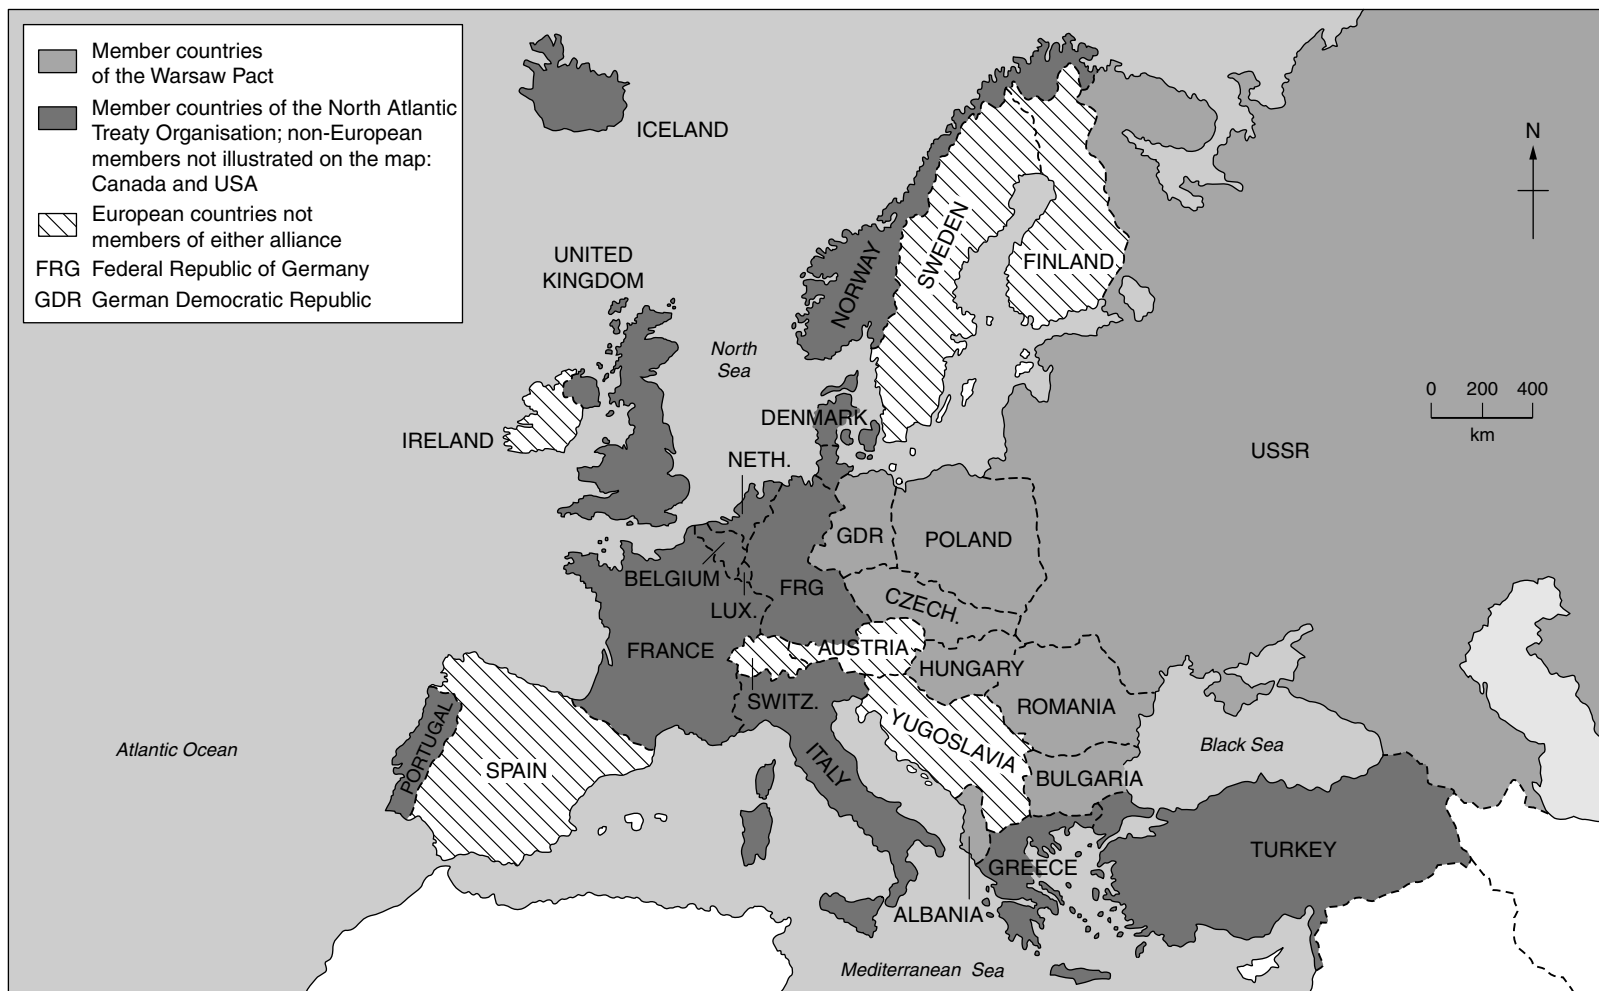 Member countries
of the Warsaw Pact
Member countries of the North Atlantic
Treaty Organisation; non-European
members not illustrated on the map:
Canada and USA
European countries not
members of either alliance
FRG Federal Republic of Germany
GDR German Democratic Republic
ICELAND
N
UNITED
KINGDOM
NORWAY
SWEDEN
FINLAND
North
Sea
0 200 400
km
DENMARK
IRELAND
USSR
NETH.
GDR
POLAND
BELGIUM
FRG
CZECH.
LUX.
FRANCE
AUSTRIA
HUNGARY
SWITZ.
ROMANIA
PORTUGAL
YUGOSLAVIA
Atlantic Ocean
Black Sea
SPAIN
ITALY
BULGARIA
TURKEY
GREECE
ALBANIA
Mediterranean Sea